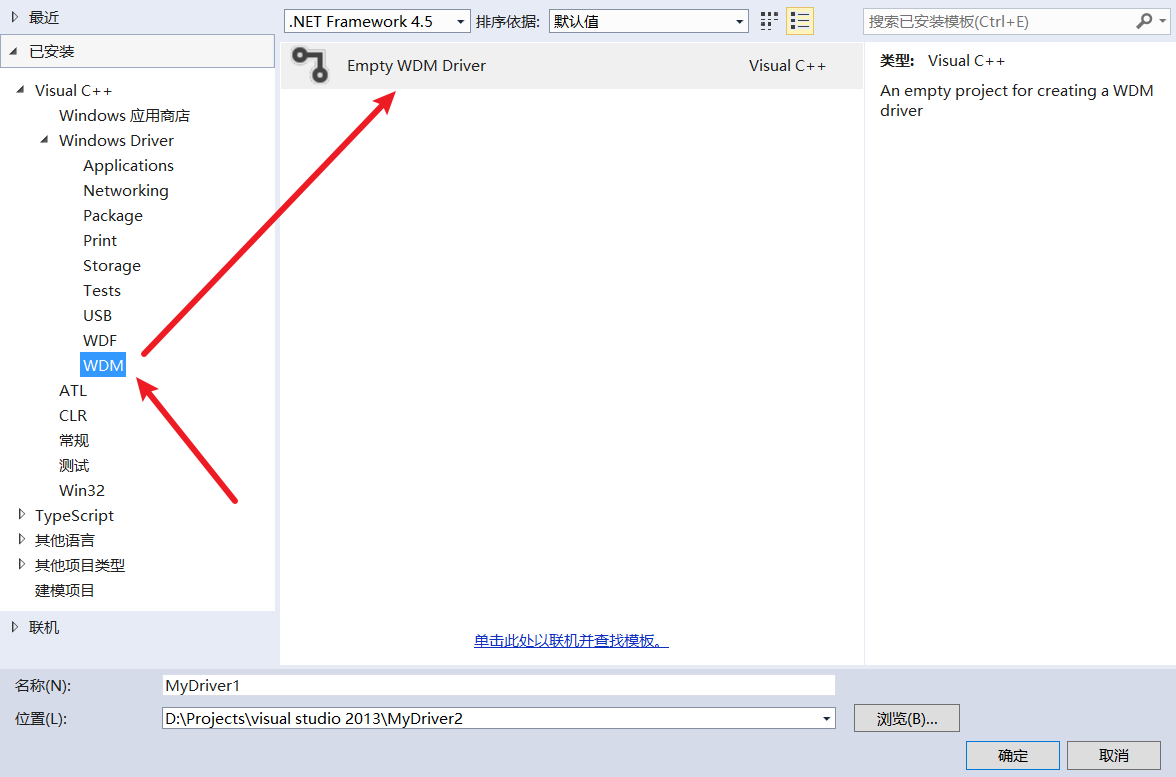 最近
已安装
Visual C++
Windows 应用商店
Windows Driver
Applications
Networking
Package
Print
Storage
Tests
USB
WDF
WDM
ATL
CLR
常规
测试
Win32
TypeScript
其他语言
其他项目类型
建模项目
联机
.NET Framework 4.5 排序依据: 默认值
Empty WDM Driver Visual C++
单击此处以联机并查找模板。
搜索已安装模板(Ctrl+E)
类型: Visual C++
An empty project for creating a WDM
driver
名称(N): MyDriver1
位置(L): D:\Projects\visual studio 2013\MyDriver2 浏览(B)...
确定 取消